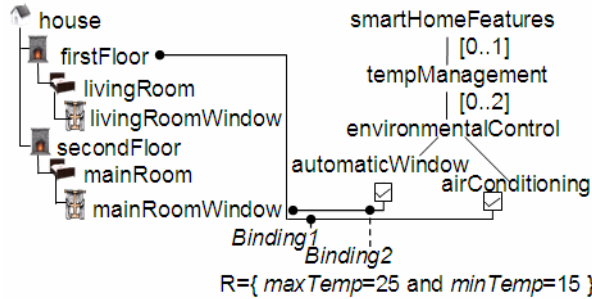 house
firstFloor
livingRoom
livingRoomWindow
secondFloor
mainRoom
mainRoomWindow
smartHomeFeatures
[0..1]
tempManagement
[0..2]
environmentalControl
automaticWindow
airConditioning
Binding1
Binding2
R={ maxTemp=25 and minTemp=15 }